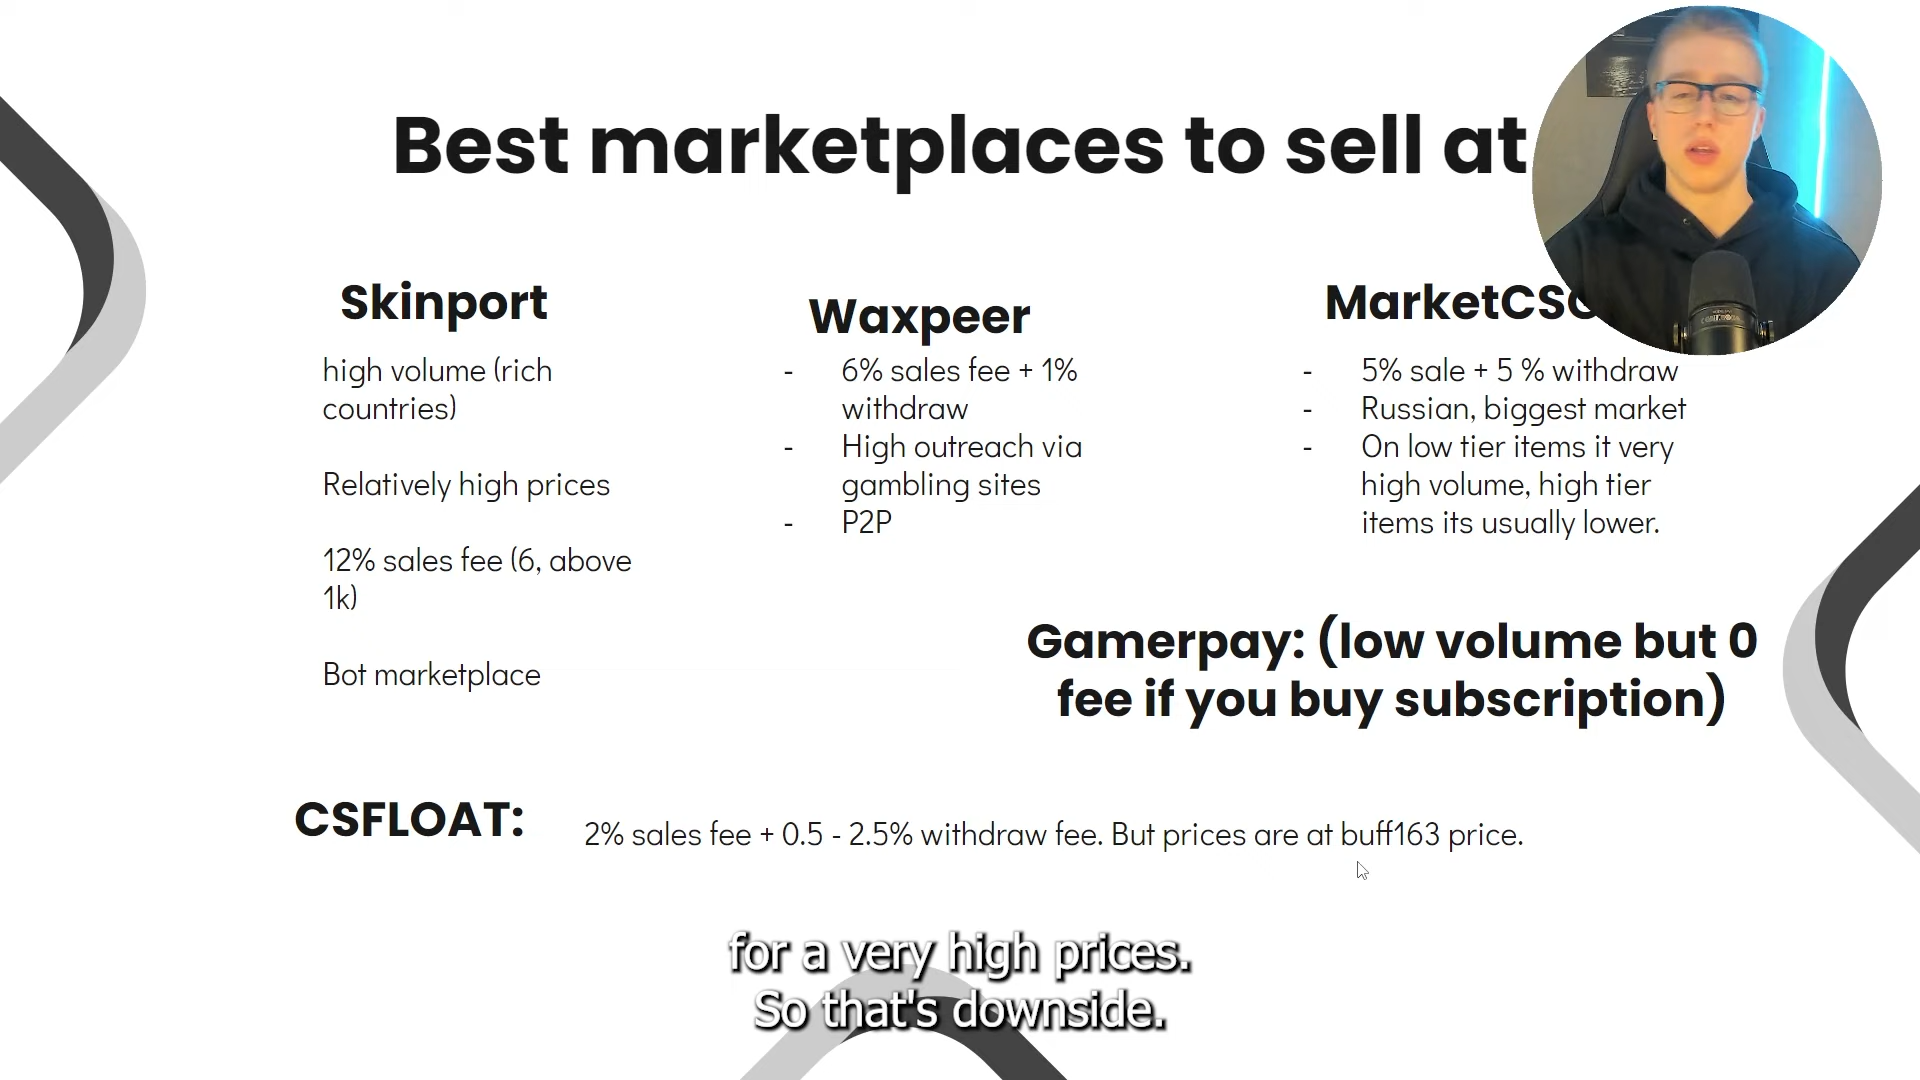 Best marketplaces to sell at
Skinport
high volume (rich
countries)
Relatively high prices
12% sales fee (6, above
1k)
Bot marketplace
Waxpeer
- 6% sales fee + 1%
withdraw
- High outreach via
gambling sites
- P2P
MarketCSG
- 5% sale + 5 % withdraw
- Russian, biggest market
- On low tier items it very
high volume, high tier
items its usually lower.
Gamerpay: (low volume but 0
fee if you buy subscription)
CSFLOAT:
2% sales fee + 0.5 - 2.5% withdraw fee. But prices are at buff163 price.
for a very high prices.
So that's downside.